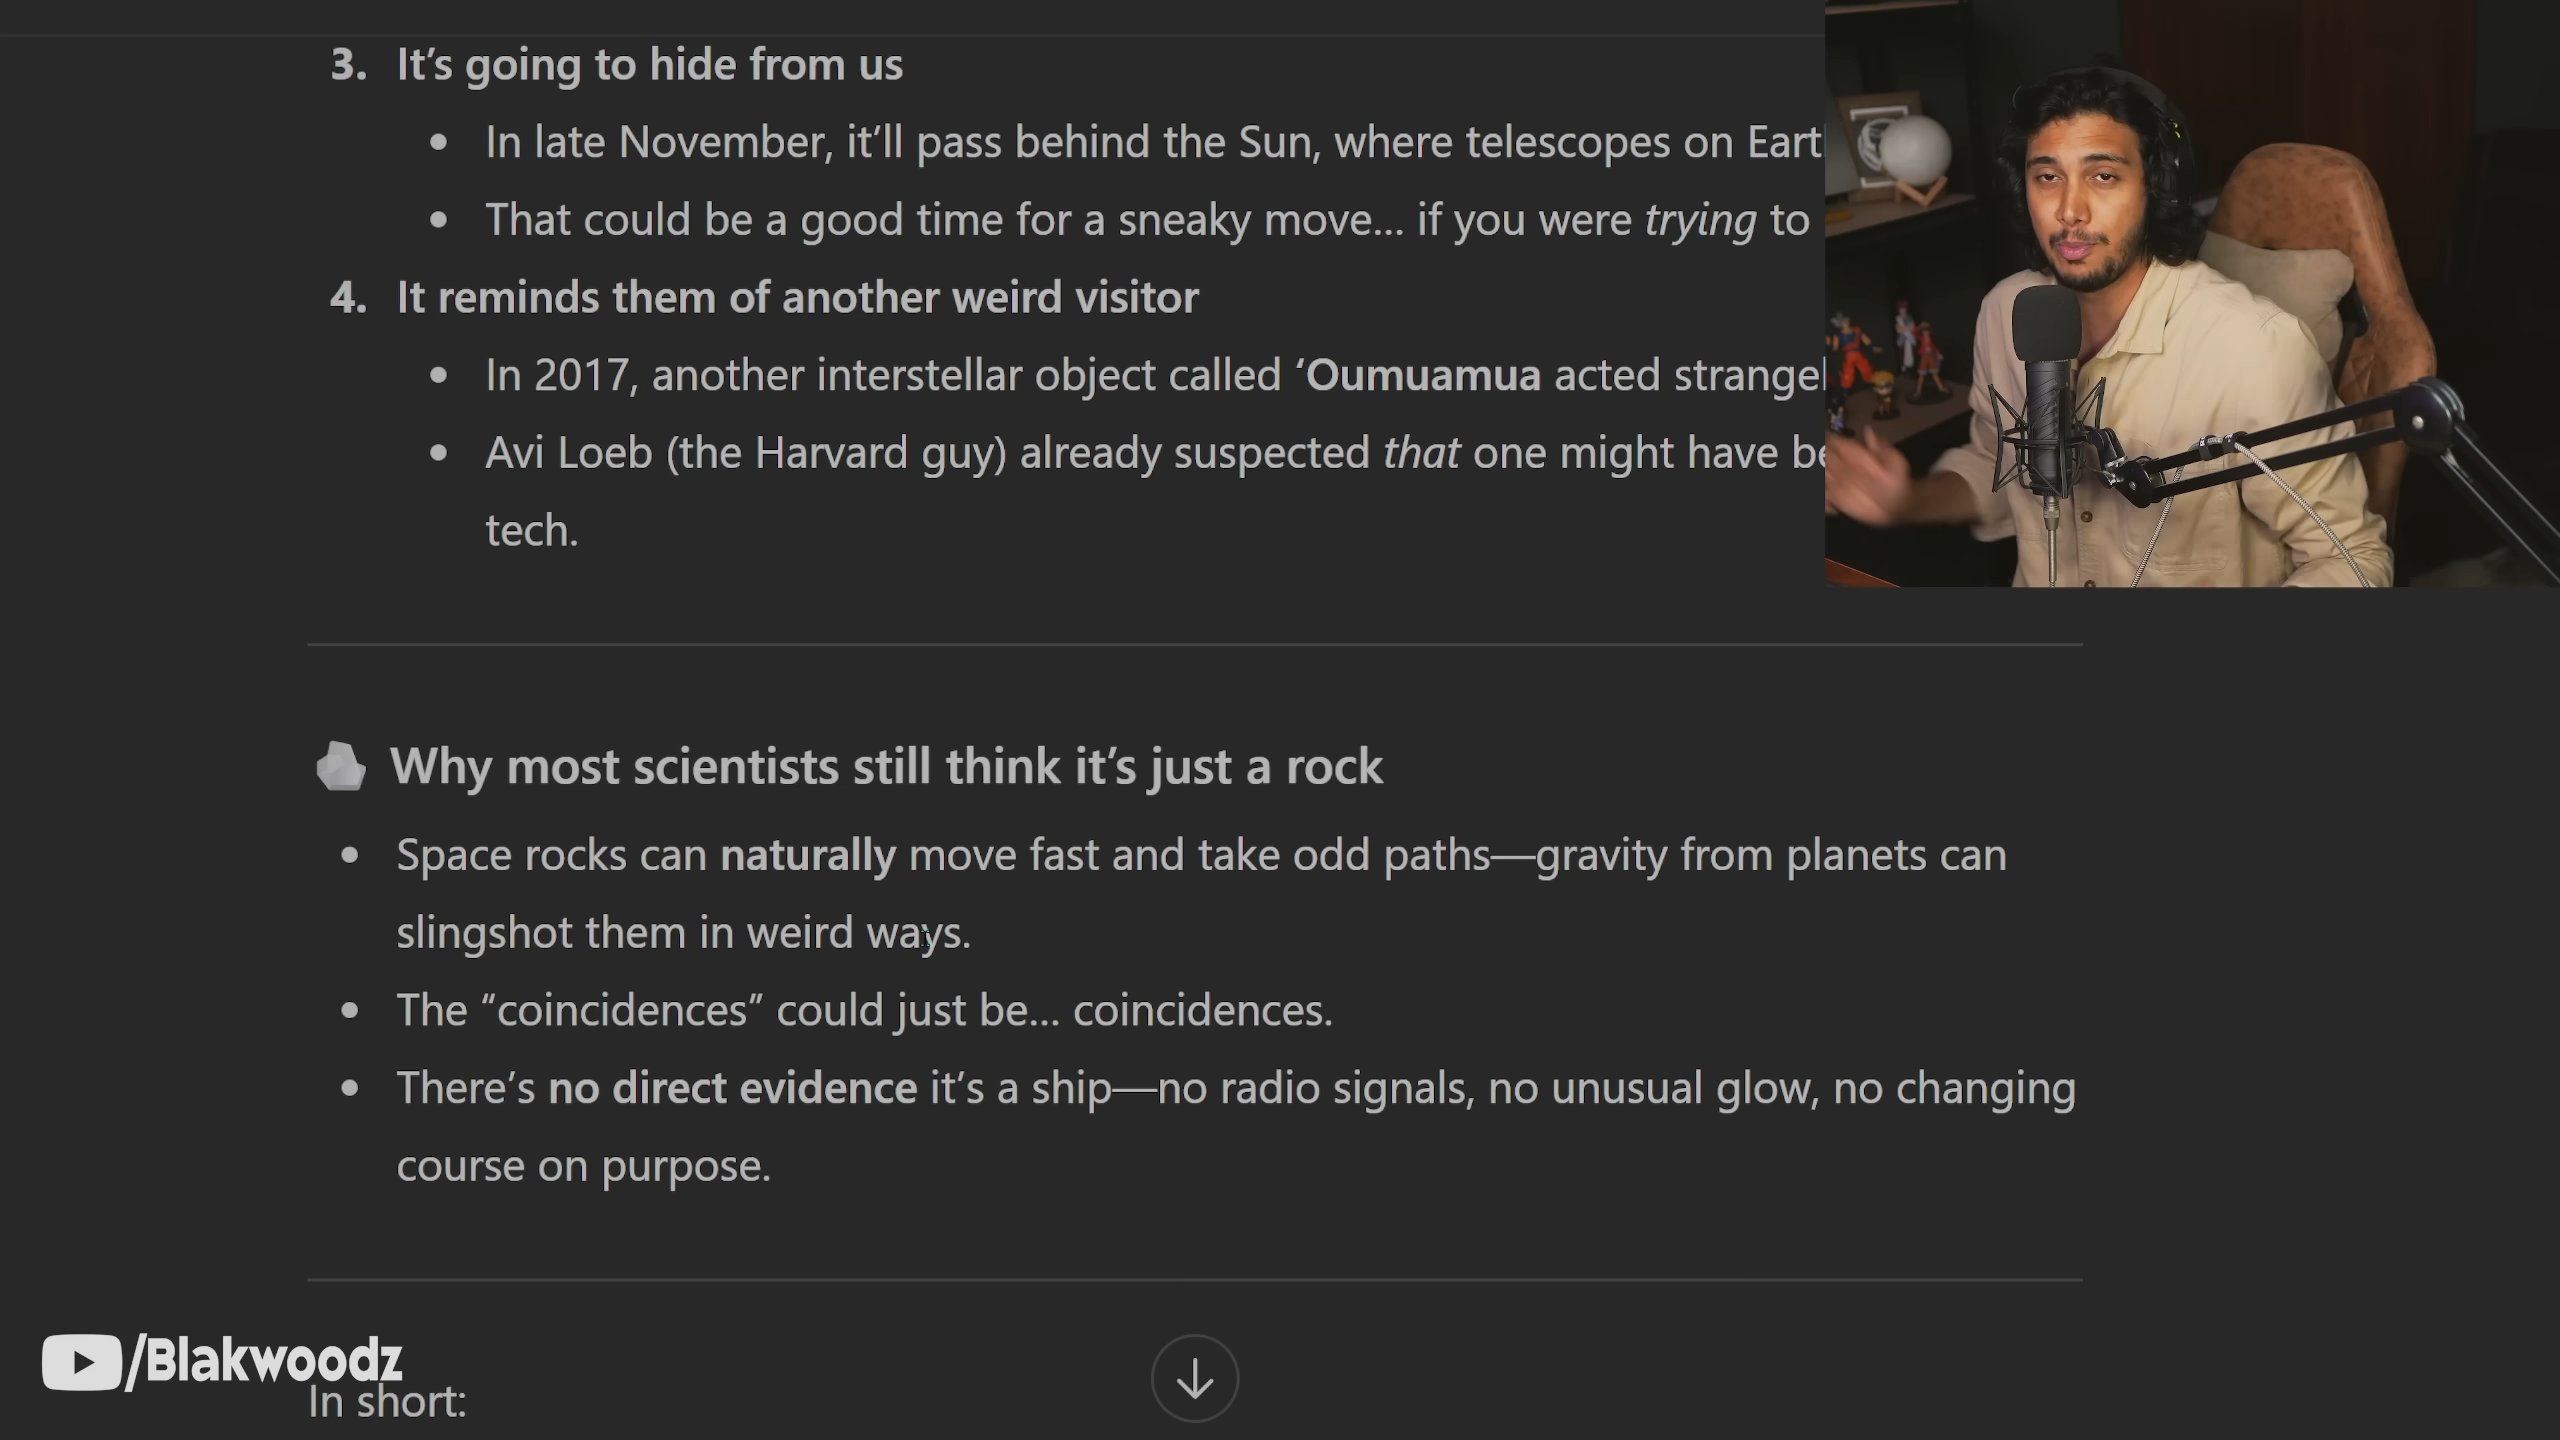 3. It’s going to hide from us
• In late November, it’ll pass behind the Sun, where telescopes on Eart
• That could be a good time for a sneaky move... if you were trying to
4. It reminds them of another weird visitor
• In 2017, another interstellar object called ‘Oumuamua acted strangel
• Avi Loeb (the Harvard guy) already suspected that one might have be
tech.
Why most scientists still think it’s just a rock
• Space rocks can naturally move fast and take odd paths—gravity from planets can
slingshot them in weird ways.
• The “coincidences” could just be... coincidences.
• There’s no direct evidence it’s a ship—no radio signals, no unusual glow, no changing
course on purpose.
/Blakwoodz
In short: